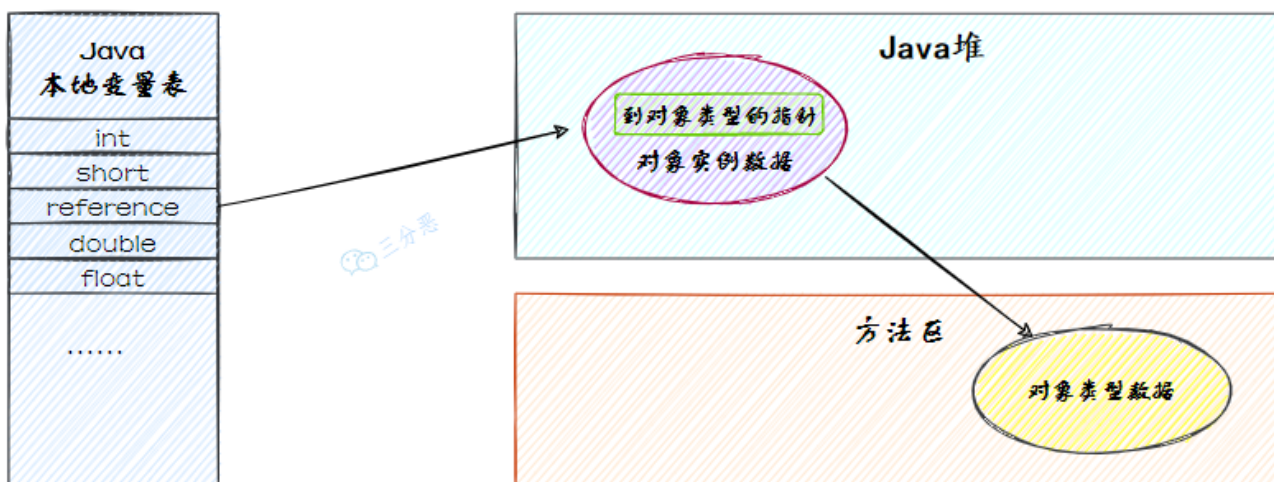 Java
本地变量表
int
short
reference
double
float
......
三分恶
Java堆
到对象类型的指针
对象实例数据
方法区
对象类型数据